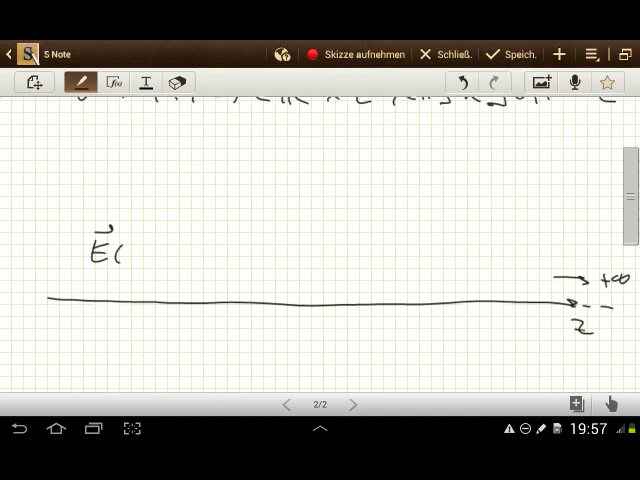 S Note Skizze aufnehmen Schließ. Speich.
E⃗(
→ +∞
z
2/2
19:57